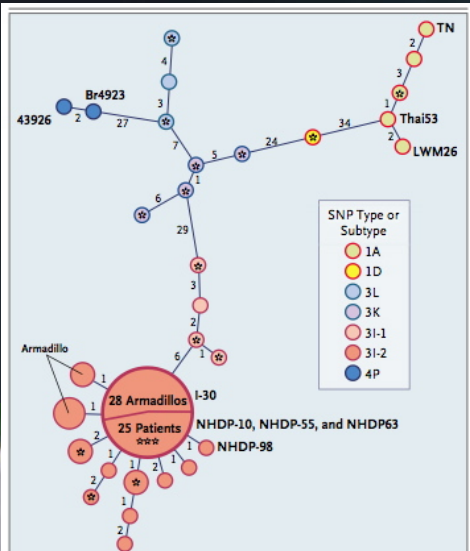 TN
2
3
1
Thai53
2
LWM26
4
Br4923
43926
2
27
3
7
5
24
34
1
6
29
3
2
6
1
SNP Type or
Subtype
1A
1D
3L
3K
3I-1
3I-2
4P
Armadillo
1
1
28 Armadillos
I-30
25 Patients
NHDP-10, NHDP-55, and NHDP63
NHDP-98
1
1
2
1
2
1
2
1
2